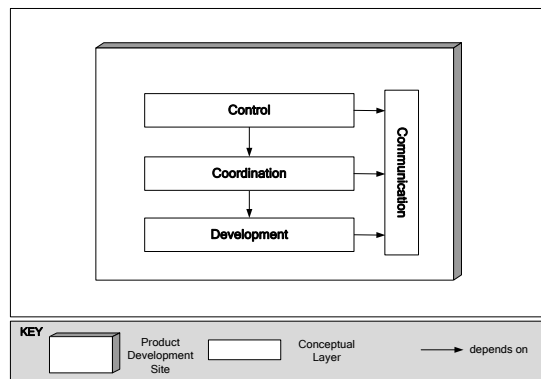 Control
Coordination
Development
Communication
KEY
Product
Development
Site
Conceptual
Layer
depends on